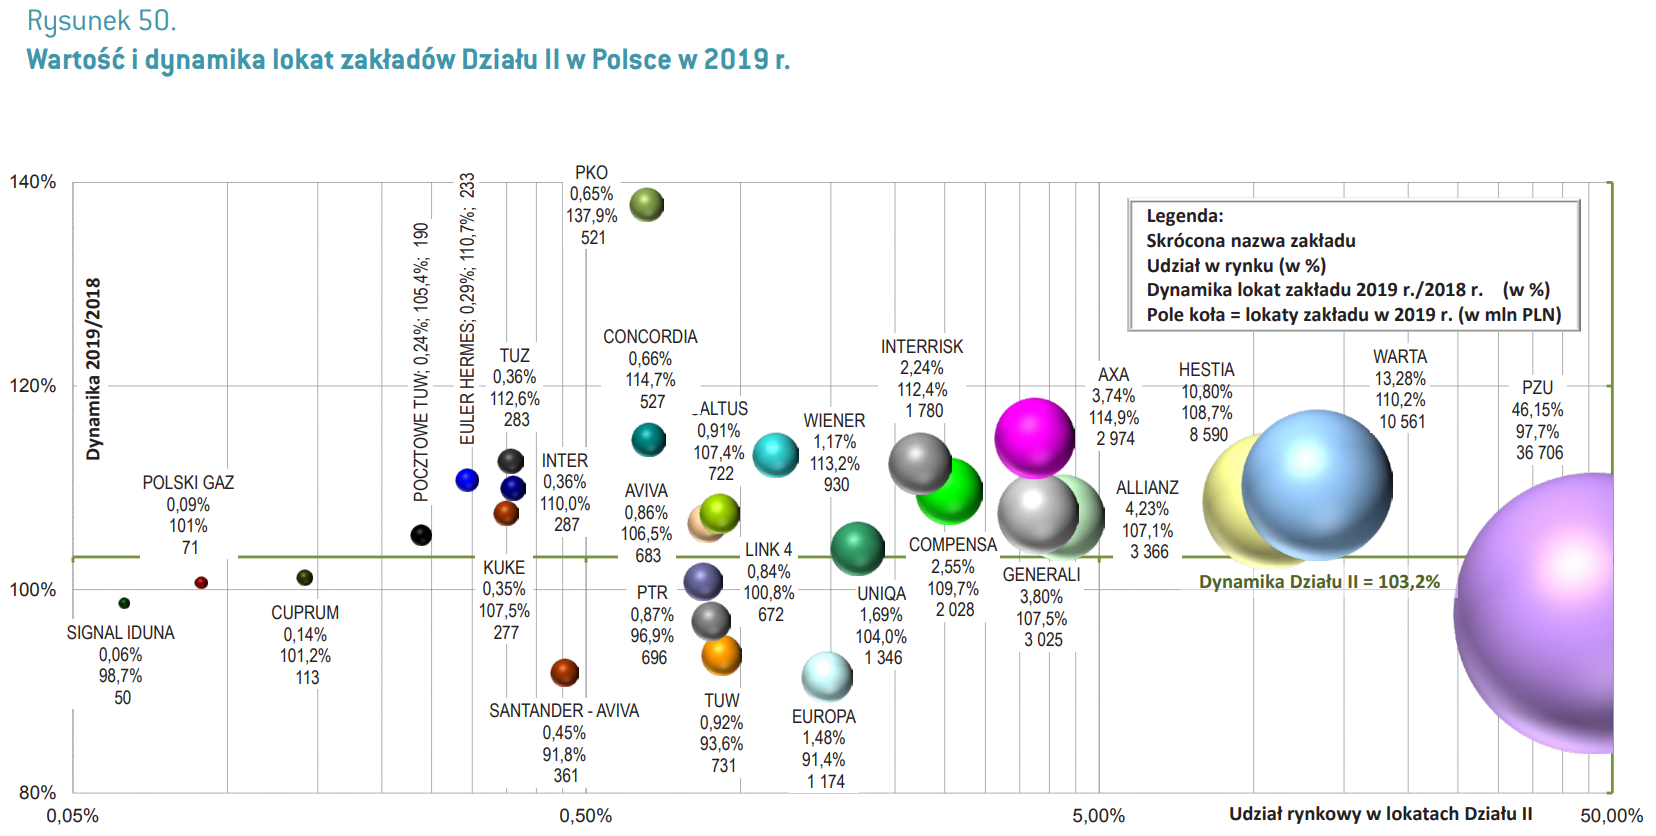 Rysunek 50.
Wartość i dynamika lokat zakładów Działu II w Polsce w 2019 r.
140%
120%
100%
80%
Dynamika 2019/2018
0,05%
0,50%
5,00%
50,00%
Udział rynkowy w lokatach Działu II
Legenda:
Skrócona nazwa zakładu
Udział w rynku (w %)
Dynamika lokat zakładu 2019 r./2018 r. (w %)
Pole koła = lokaty zakładu w 2019 r. (w mln PLN)
SIGNAL IDUNA
0,06%
98,7%
50
POLSKI GAZ
0,09%
101%
71
CUPRUM
0,14%
101,2%
113
POCZTOWE TUW; 0,24%; 105,4%; 190
EULER HERMES; 0,29%; 110,7%; 233
TUZ
0,36%
112,6%
283
INTER
0,36%
110,0%
287
KUKE
0,35%
107,5%
277
SANTANDER - AVIVA
0,45%
91,8%
361
PKO
0,65%
137,9%
521
CONCORDIA
0,66%
114,7%
527
ALTUS
0,91%
107,4%
722
AVIVA
0,86%
106,5%
683
LINK 4
0,84%
100,8%
672
PTR
0,87%
96,9%
696
TUW
0,92%
93,6%
731
WIENER
1,17%
113,2%
930
EUROPA
1,48%
91,4%
1 174
UNIQA
1,69%
104,0%
1 346
INTERRISK
2,24%
112,4%
1 780
COMPENSA
2,55%
109,7%
2 028
AXA
3,74%
114,9%
2 974
GENERALI
3,80%
107,5%
3 025
ALLIANZ
4,23%
107,1%
3 366
HESTIA
10,80%
108,7%
8 590
WARTA
13,28%
110,2%
10 561
PZU
46,15%
97,7%
36 706
Dynamika Działu II = 103,2%